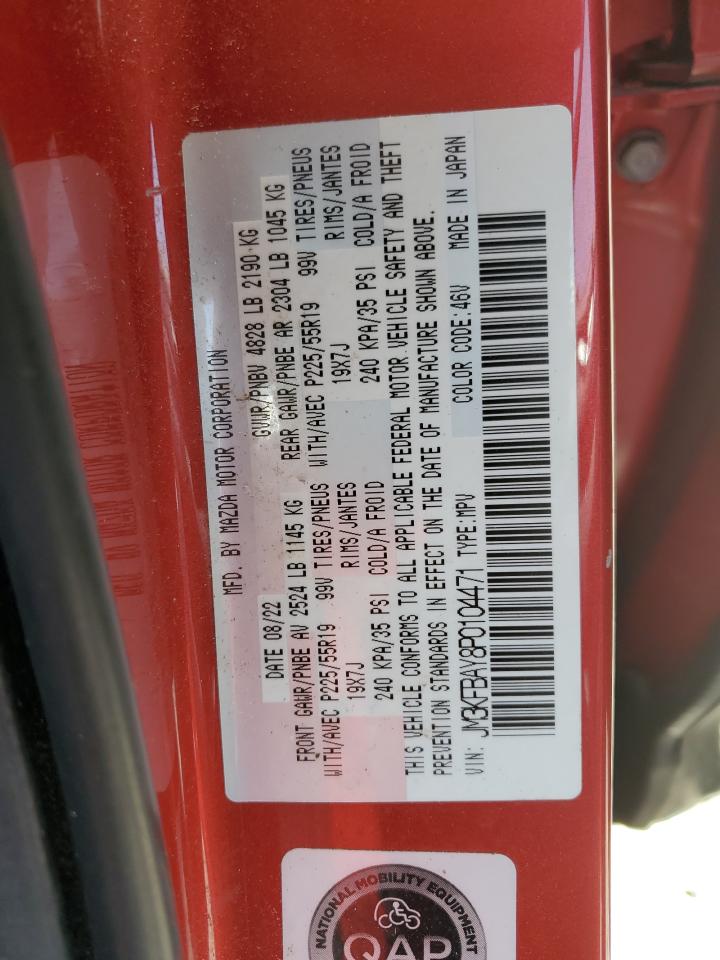 MFD. BY MAZDA MOTOR CORPORATION
DATE 08/22 GVWR/PNBV 4828 LB 2190 KG
FRONT GAWR/PNBE AV 2524 LB 1145 KG REAR GAWR/PNBE AR 2304 LB 1045 KG
WITH/AVEC P225/55R19 99V TIRES/PNEUS WITH/AVEC P225/55R19 99V TIRES/PNEUS
19X7J RIMS/JANTES 19X7J RIMS/JANTES
240 KPA/35 PSI COLD/A FROID 240 KPA/35 PSI COLD/A FROID
THIS VEHICLE CONFORMS TO ALL APPLICABLE FEDERAL MOTOR VEHICLE SAFETY AND THEFT
PREVENTION STANDARDS IN EFFECT ON THE DATE OF MANUFACTURE SHOWN ABOVE.
VIN: JM3KFBAY8P0104471 TYPE:MPV COLOR CODE:46V MADE IN JAPAN
NATIONAL MOBILITY EQUIPMENT
QAP